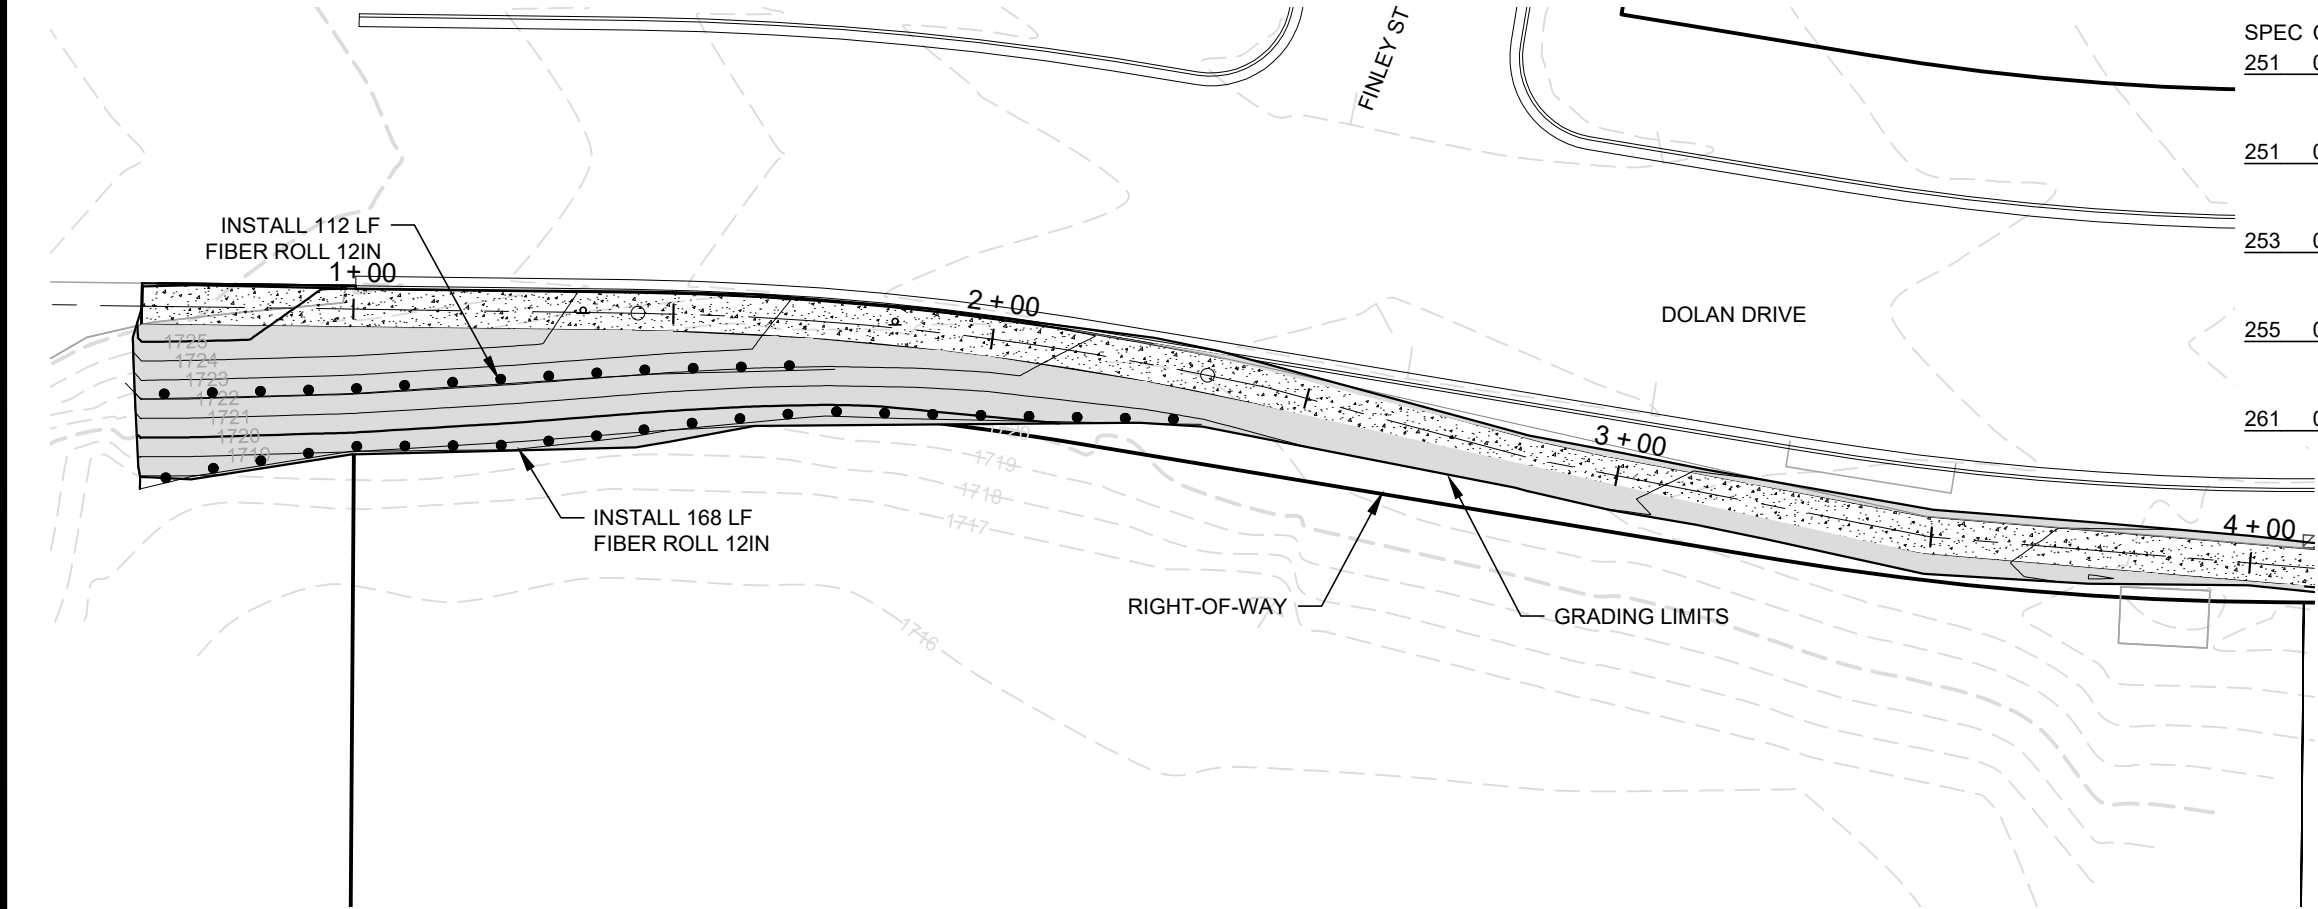 FINLEY ST
SPEC
251
251
253
255
261
INSTALL 112 LF
FIBER ROLL 12IN
1+00
2+00
DOLAN DRIVE
3+00
4+00
1725
1724
1723
1722
1721
1720
1719
1720
1719
1718
1717
1716
INSTALL 168 LF
FIBER ROLL 12IN
RIGHT-OF-WAY
GRADING LIMITS